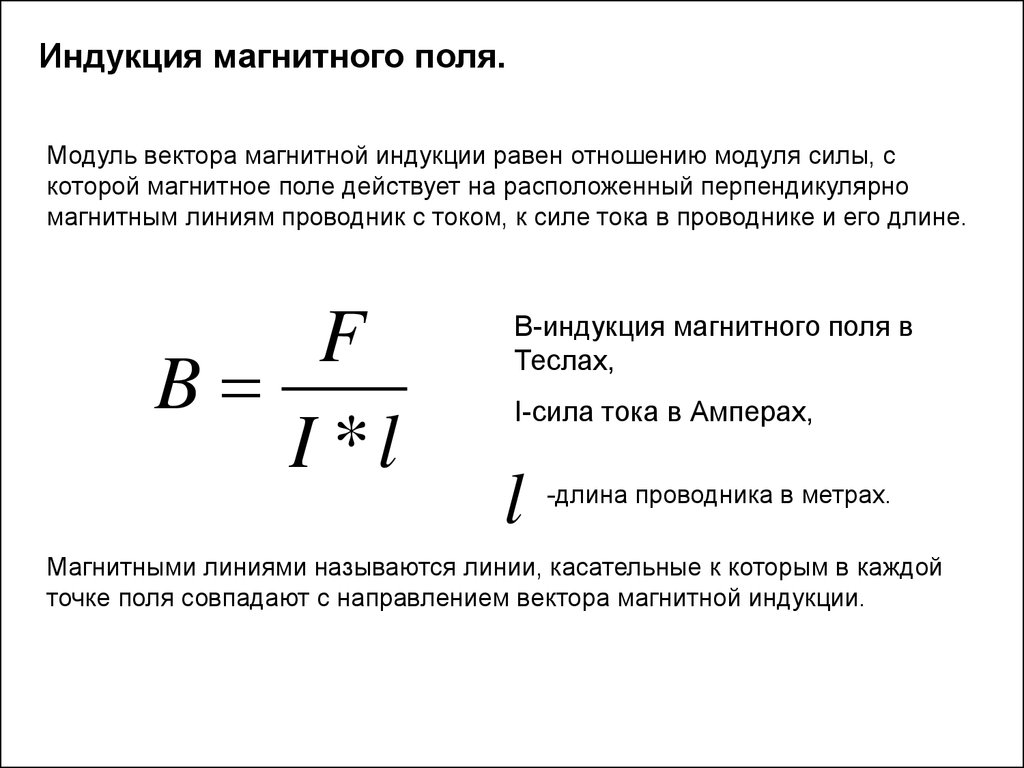 Индукция магнитного поля.
Модуль вектора магнитной индукции равен отношению модуля силы, с
которой магнитное поле действует на расположенный перпендикулярно
магнитным линиям проводник с током, к силе тока в проводнике и его длине.
B = F / I * l
В-индукция магнитного поля в
Теслах,
I-сила тока в Амперах,
l -длина проводника в метрах.
Магнитными линиями называются линии, касательные к которым в каждой
точке поля совпадают с направлением вектора магнитной индукции.